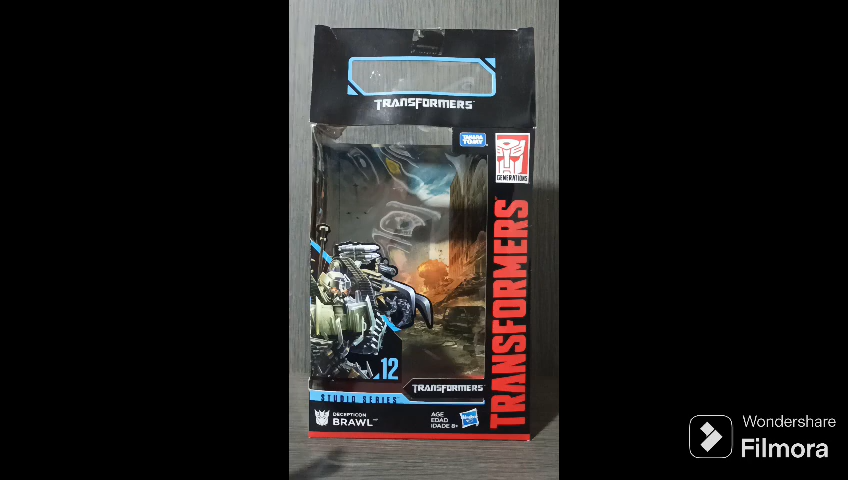 TRANSFORMERS
TAKARA
TOMY
GENERATIONS
TRANSFORMERS
12
TRANSFORMERS
STUDIO SERIES
DECEPTICON
BRAWL
AGE
EDAD
IDADE 8+
Hasbro
Wondershare
Filmora